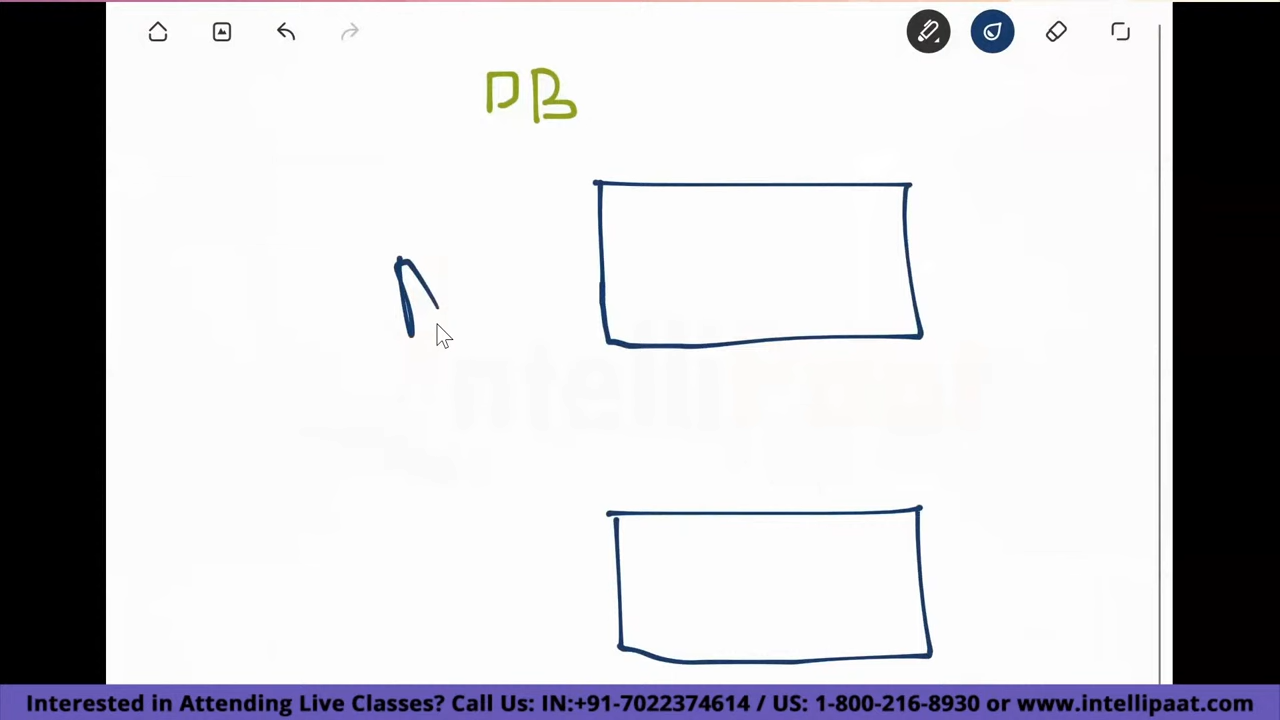 DB
intellipaat
Interested in Attending Live Classes? Call Us: IN:+91-7022374614 / US: 1-800-216-8930 or www.intellipaat.com